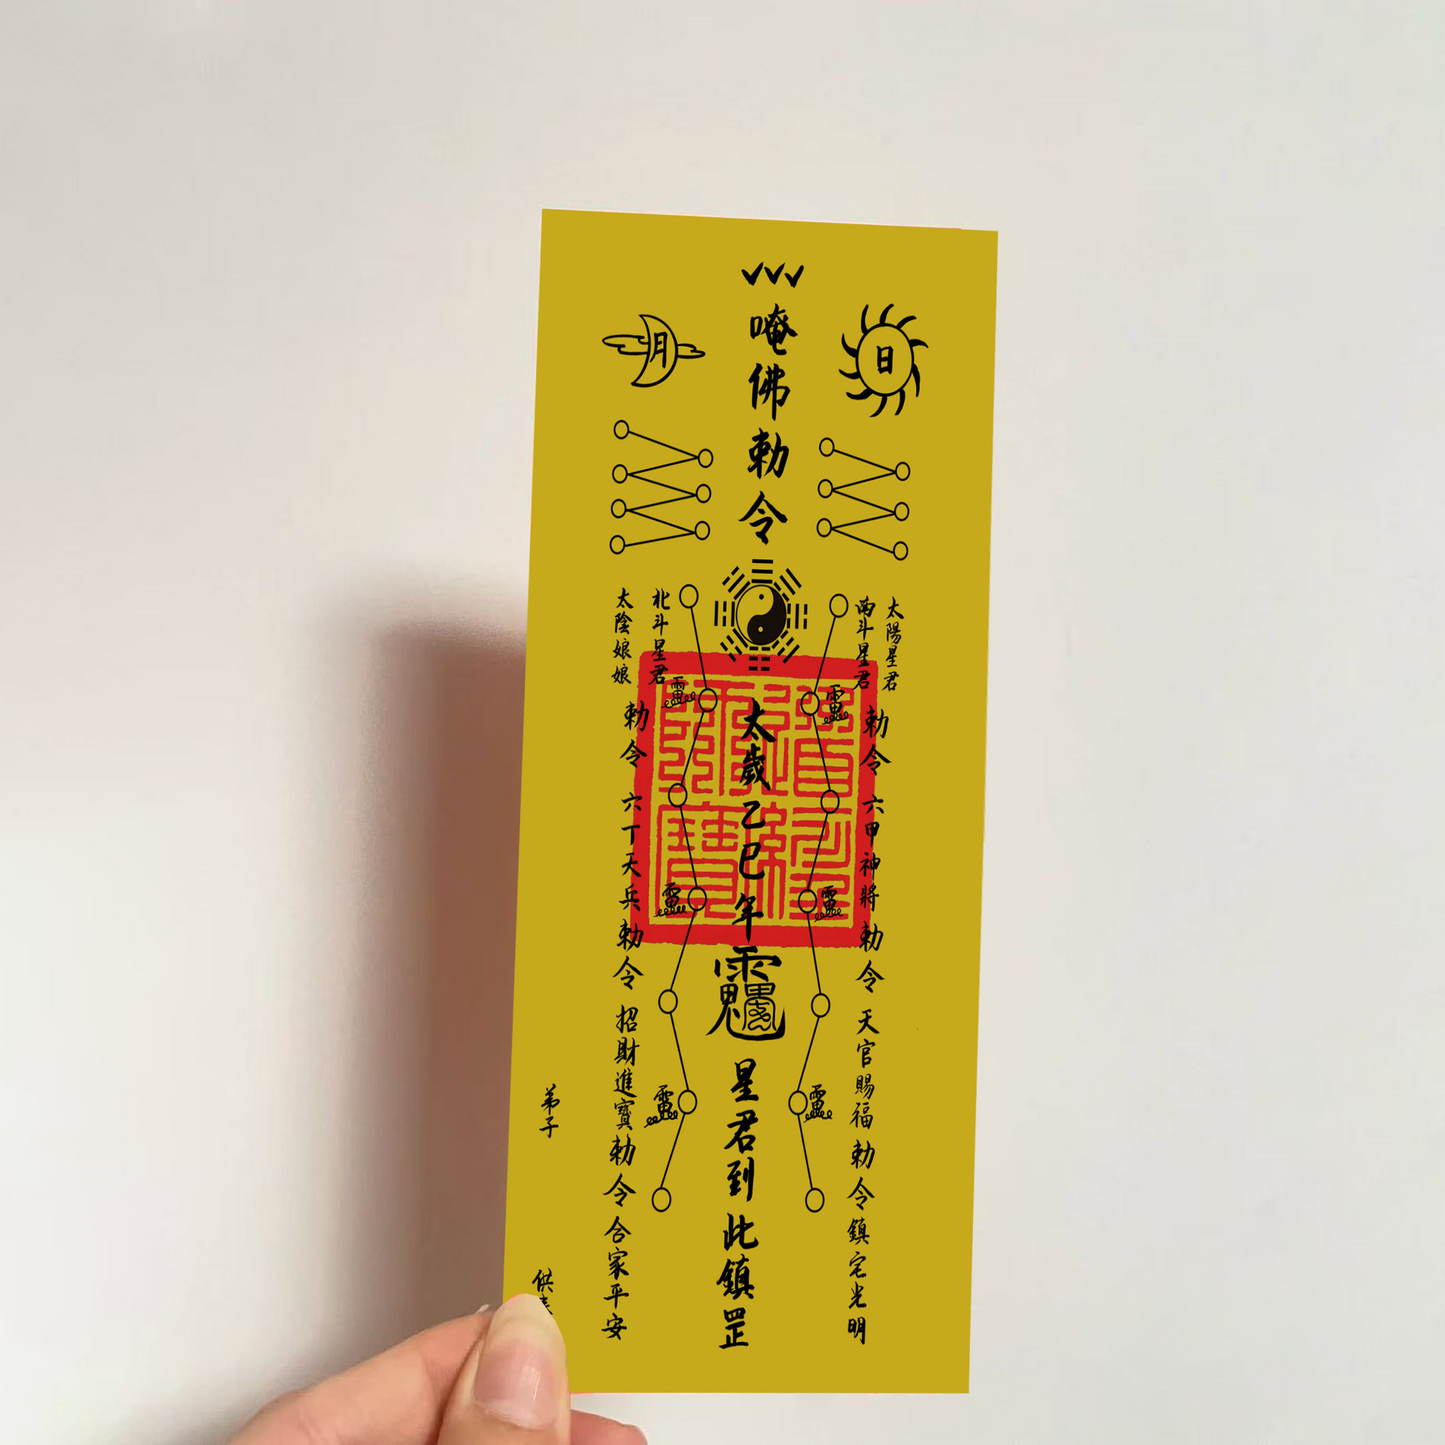 日
太陽星君
南斗星君
勅令六甲神將勅令天官賜福勅令鎮宅光明
唵佛勅令
太歲乙巳年
星君到此鎮罡
月
北斗星君
太陰娘娘
勅令六丁天兵勅令招財進寶勅令合家平安
弟子
供